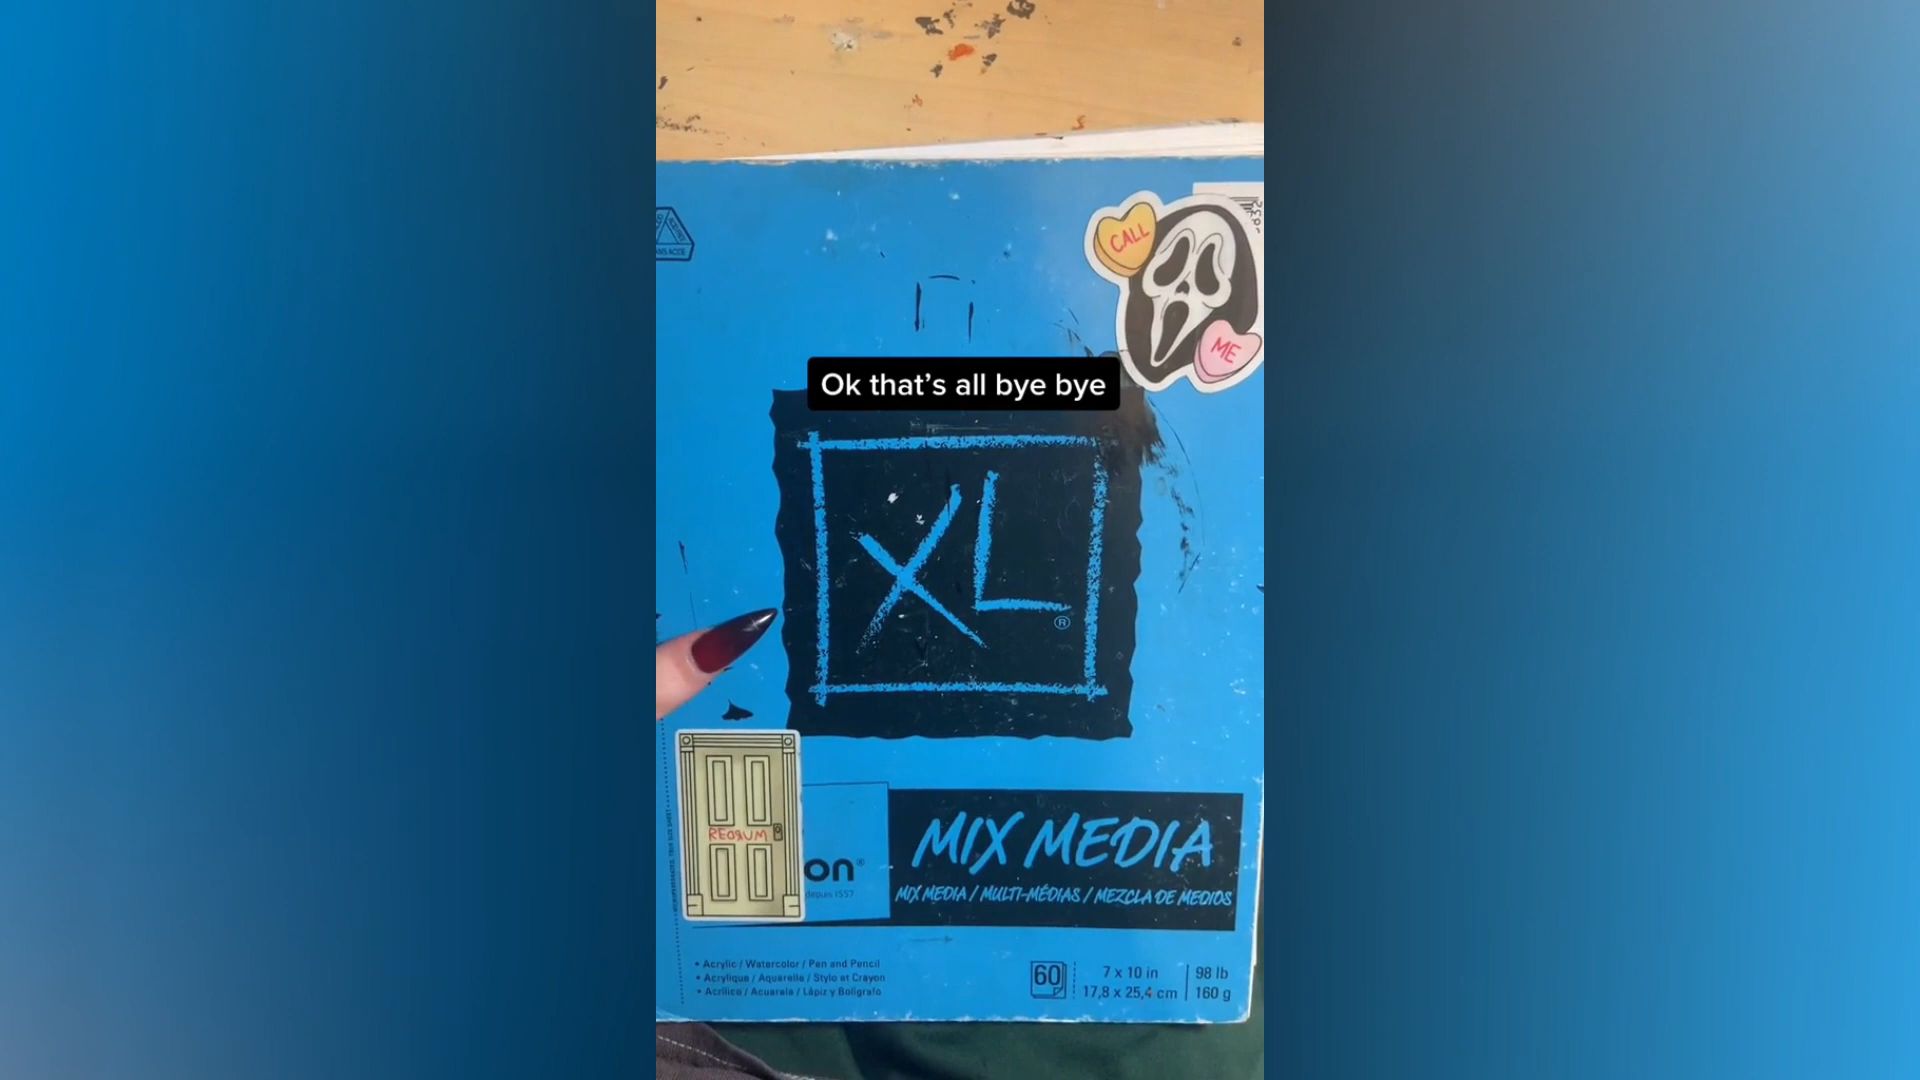 CALL
ME
Ok that’s all bye bye
XL®
REDRUM
on®
depuis 1557
MIX MEDIA
MIX MEDIA / MULTI-MÉDIAS / MEZCLA DE MEDIOS
• Acrylic / Watercolor / Pen and Pencil
• Acrylique / Aquarelle / Stylo et Crayon
• Acrílico / Acuarela / Lápiz y Bolígrafo
60
7 x 10 in
98 lb
17,8 x 25,4 cm
160 g